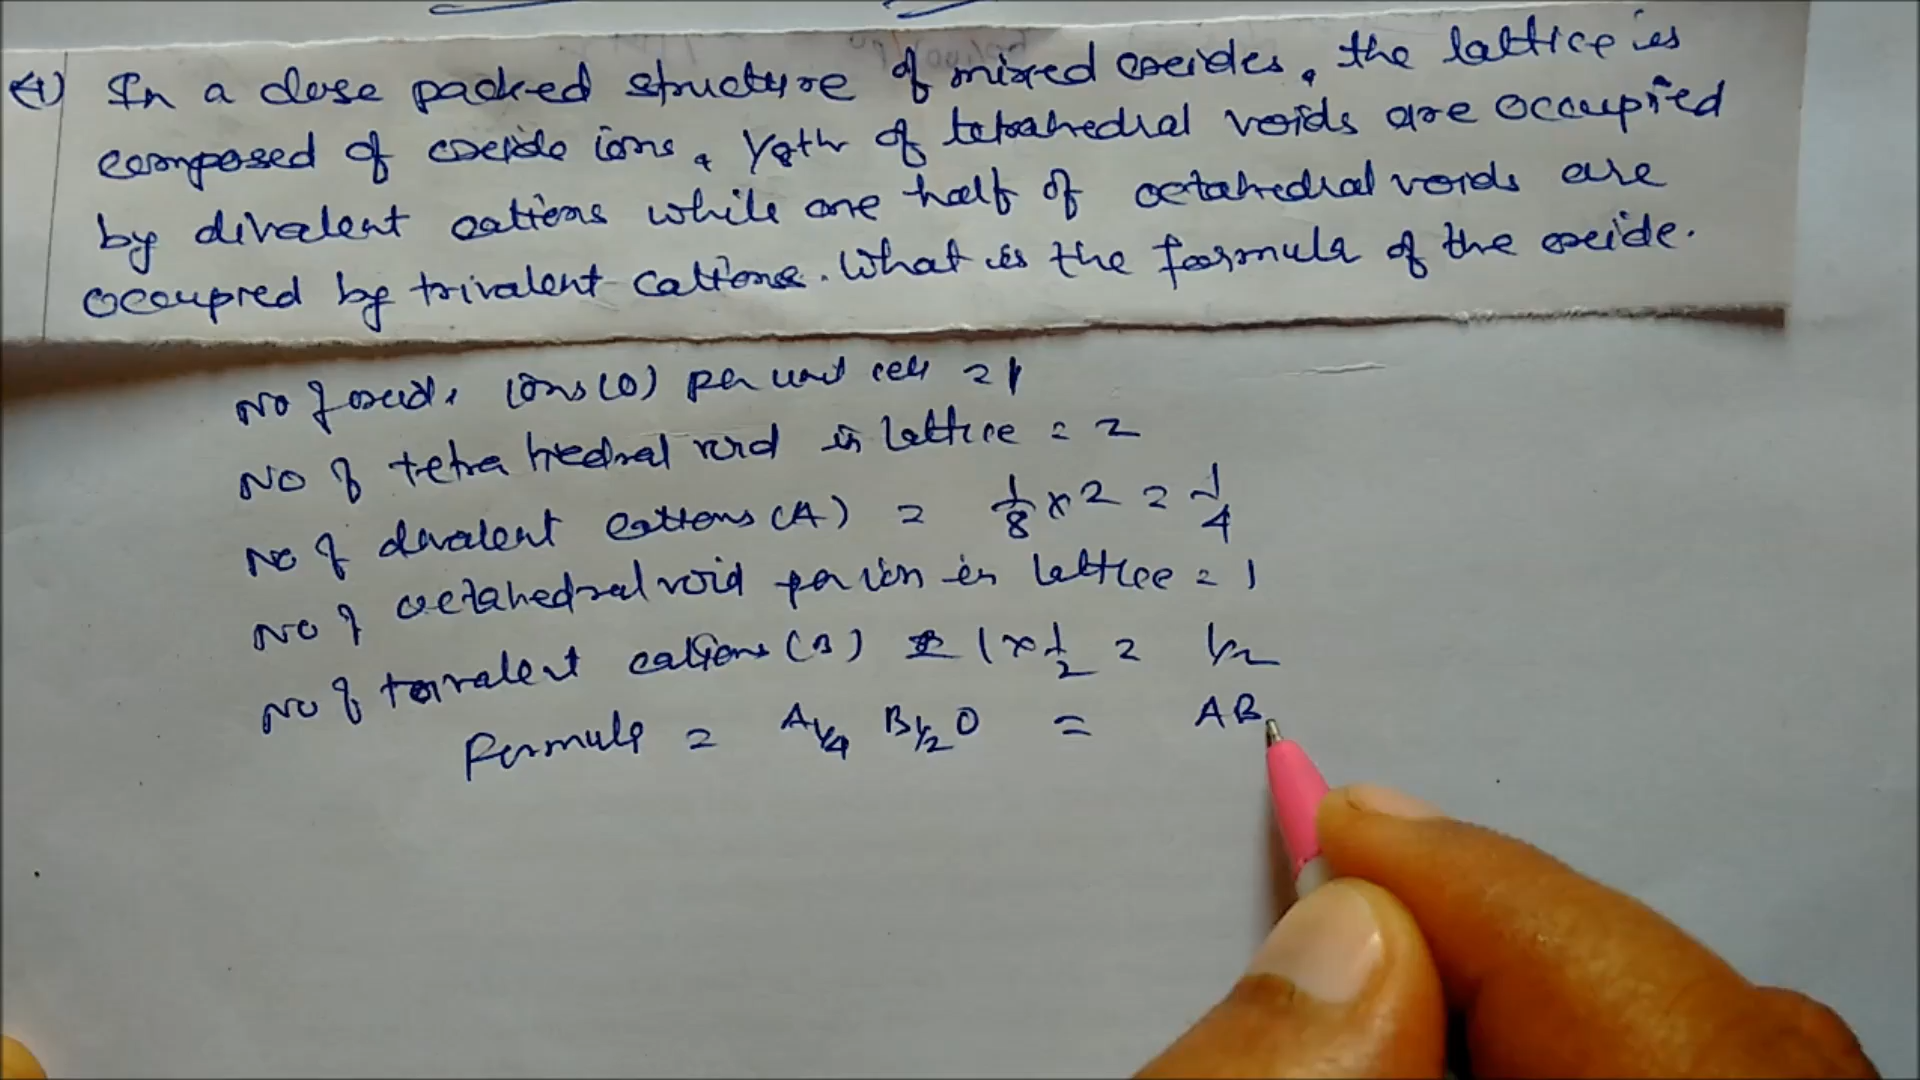 4) In a close packed structure of mixed oxides, the lattice is
composed of oxide ions, 1/8th of tetrahedral voids are occupied
by divalent cations while one half of octahedral voids are
occupied by trivalent cations. What is the formula of the oxide.
No of oxide ions (O) per unit cell = 1
No of tetrahedral void in lattice = 2
No of divalent cations (A) = 1/8 × 2 = 1/4
No of octahedral void per ion in lattice = 1
No of trivalent cations (B) = 1 × 1/2 = 1/2
Formula = A1/4 B1/2 O = AB